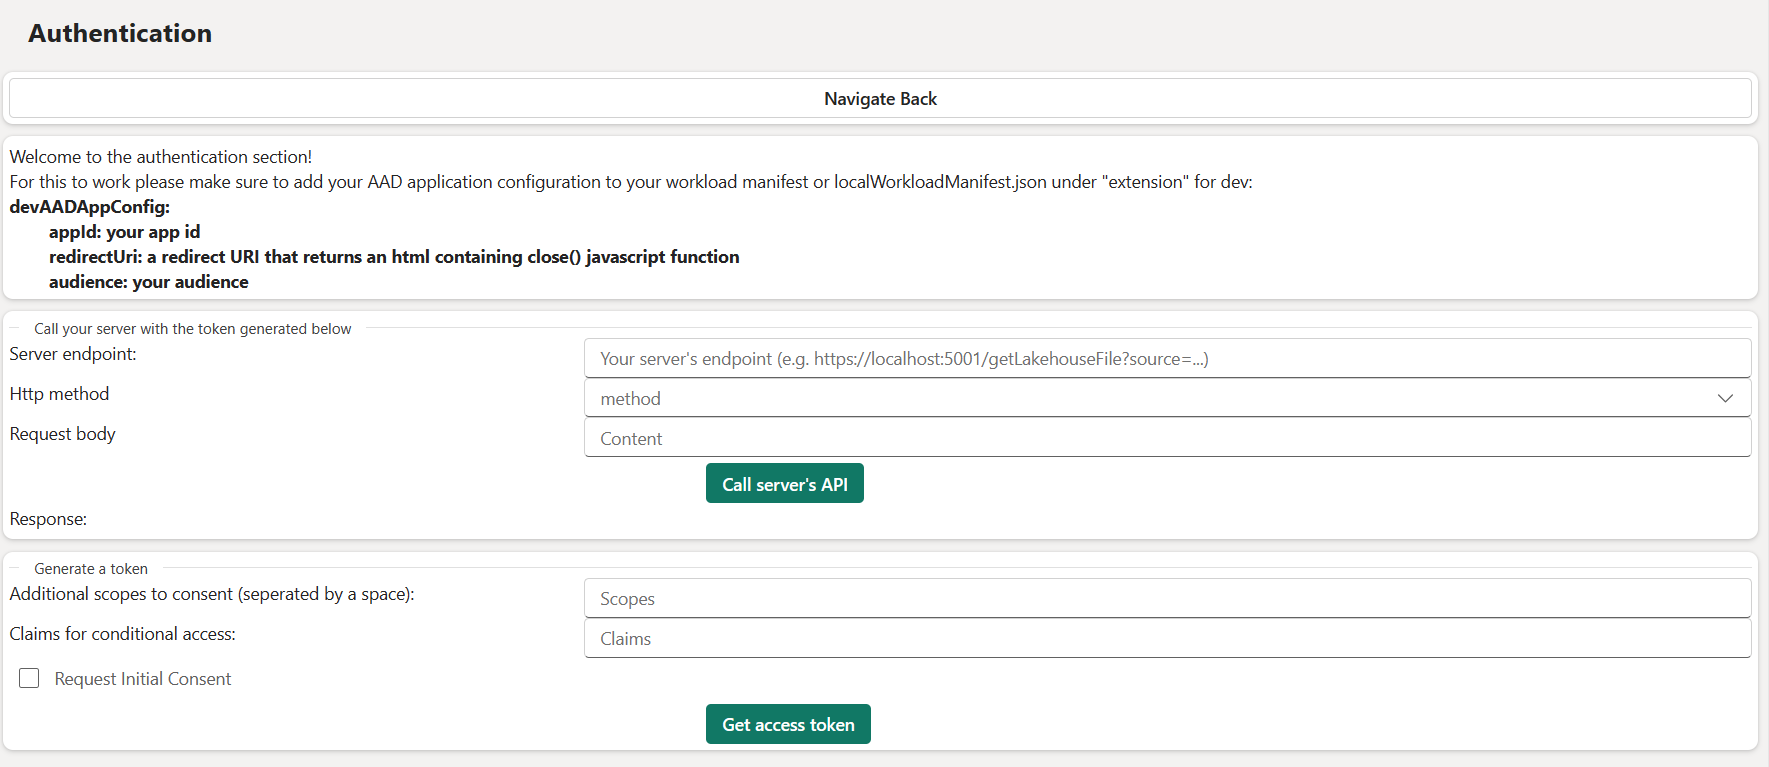 Authentication
Navigate Back
Welcome to the authentication section!
For this to work please make sure to add your AAD application configuration to your workload manifest or localWorkloadManifest.json under "extension" for dev:
devAADAppConfig:
appId: your app id
redirectUri: a redirect URI that returns an html containing close() javascript function
audience: your audience
Call your server with the token generated below
Server endpoint:
Your server's endpoint (e.g. https://localhost:5001/getLakehouseFile?source=...)
Http method
method
Request body
Content
Call server's API
Response:
Generate a token
Additional scopes to consent (seperated by a space):
Scopes
Claims for conditional access:
Claims
Request Initial Consent
Get access token